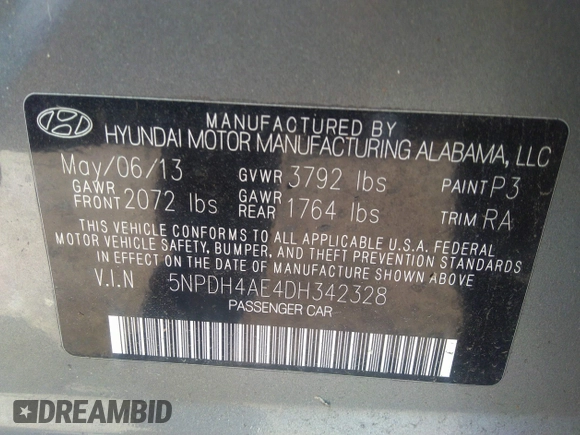 MANUFACTURED BY
HYUNDAI MOTOR MANUFACTURING ALABAMA, LLC
May/06/13 GVWR 3792 lbs PAINT P3
GAWR FRONT 2072 lbs GAWR REAR 1764 lbs TRIM RA
THIS VEHICLE CONFORMS TO ALL APPLICABLE U.S.A. FEDERAL
MOTOR VEHICLE SAFETY, BUMPER, AND THEFT PREVENTION STANDARDS
IN EFFECT ON THE DATE OF MANUFACTURE SHOWN ABOVE
V.I.N 5NPDH4AE4DH342328
PASSENGER CAR
DREAMBID